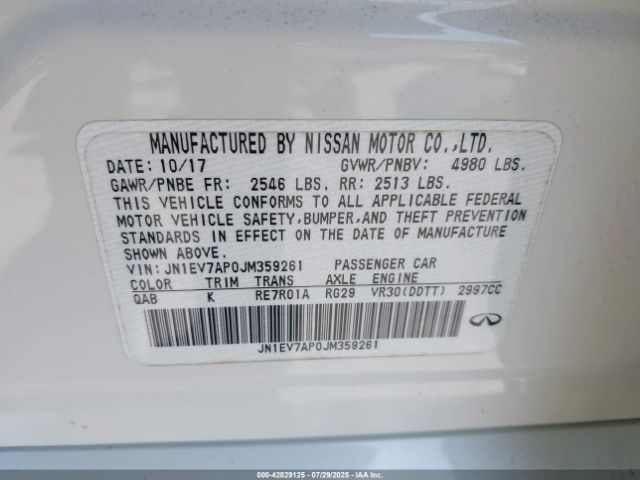 MANUFACTURED BY NISSAN MOTOR CO.,LTD.
DATE: 10/17 GVWR/PNBV: 4980 LBS.
GAWR/PNBE FR: 2546 LBS. RR: 2513 LBS.
THIS VEHICLE CONFORMS TO ALL APPLICABLE FEDERAL
MOTOR VEHICLE SAFETY,BUMPER,AND THEFT PREVENTION
STANDARDS IN EFFECT ON THE DATE OF MANUFACTURE
SHOWN ABOVE.
VIN: JN1EV7AP0JM359261 PASSENGER CAR
COLOR TRIM TRANS AXLE ENGINE
QAB K RE7R01A RG29 VR30(DDTT) 2997CC
JN1EV7AP0JM359261
000-42829125 07/29/2025 IAAI.COM